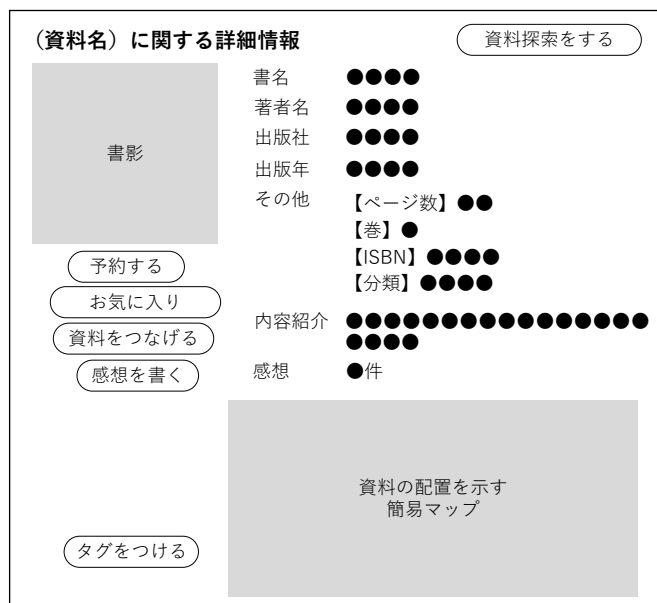 （資料名）に関する詳細情報
資料探索をする
書影
書名 ●●●●
著者名 ●●●●
出版社 ●●●●
出版年 ●●●●
その他 【ページ数】●●
【巻】●
【ISBN】●●●●
【分類】●●●●
予約する
お気に入り
資料をつなげる
感想を書く
内容紹介 ●●●●●●●●●●●●●●●●
●●●●
感想 ●件
資料の配置を示す
簡易マップ
タグをつける